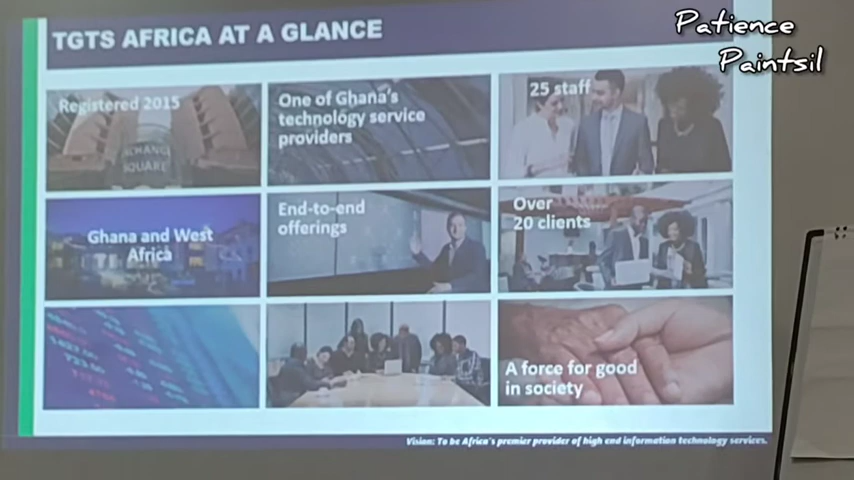 Patience
Paintsil
TGTS AFRICA AT A GLANCE
Registered 2015
One of Ghana's
technology service
providers
25 staff
Ghana and West
Africa
End-to-end
offerings
Over
20 clients
A force for good
in society
Vision: To be Africa's premier provider of high end information technology services.